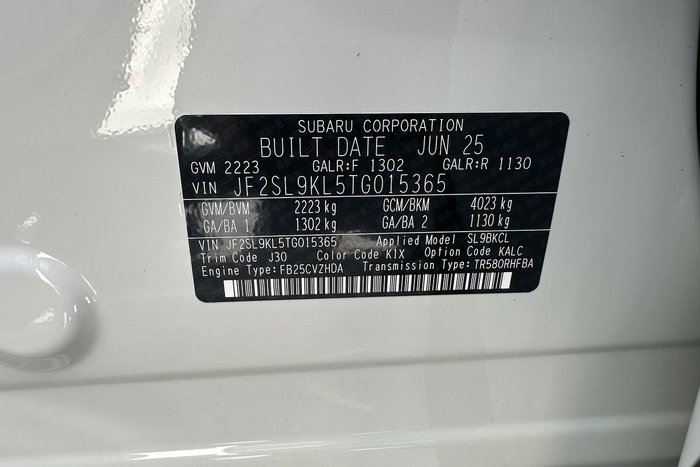 SUBARU CORPORATION
BUILT DATE JUN 25
GVM 2223 GALR:F 1302 GALR:R 1130
VIN JF2SL9KL5TG015365
GVM/BVM 2223 kg GCM/BKM 4023 kg
GA/BA 1 1302 kg GA/BA 2 1130 kg
VIN JF2SL9KL5TG015365 Applied Model SL9BKCL
Trim Code J30 Color Code K1X Option Code KALC
Engine Type:FB25CVZHDA Transmission Type:TR580RHFBA